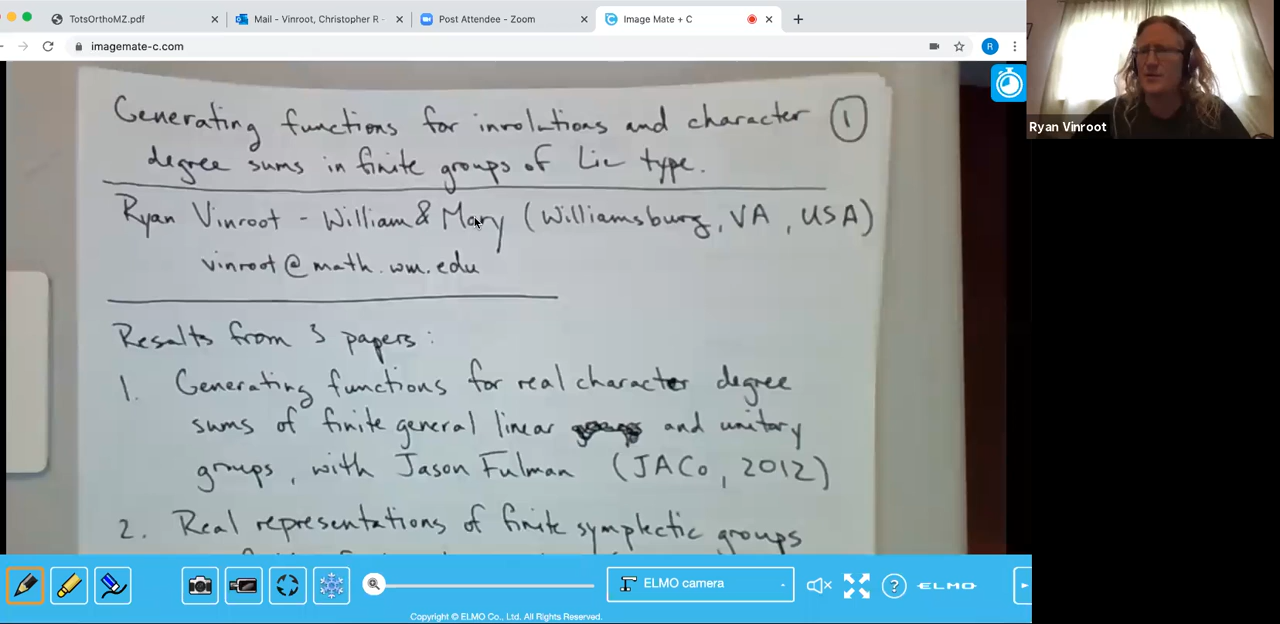 TotsOrthoMZ.pdf
Mail - Vinroot, Christopher R -
Post Attendee - Zoom
Image Mate + C
imagemate-c.com
R
Ryan Vinroot
Generating functions for involutions and character 1
degree sums in finite groups of Lie type.
Ryan Vinroot - William & Mary (Williamsburg, VA, USA)
vinroot@math.wm.edu
Results from 3 papers:
1. Generating functions for real character degree
sums of finite general linear and unitary
groups, with Jason Fulman (JACo, 2012)
2. Real representations of finite symplectic groups
ELMO camera
? ELMO
Copyright © ELMO Co., Ltd. All Rights Reserved.